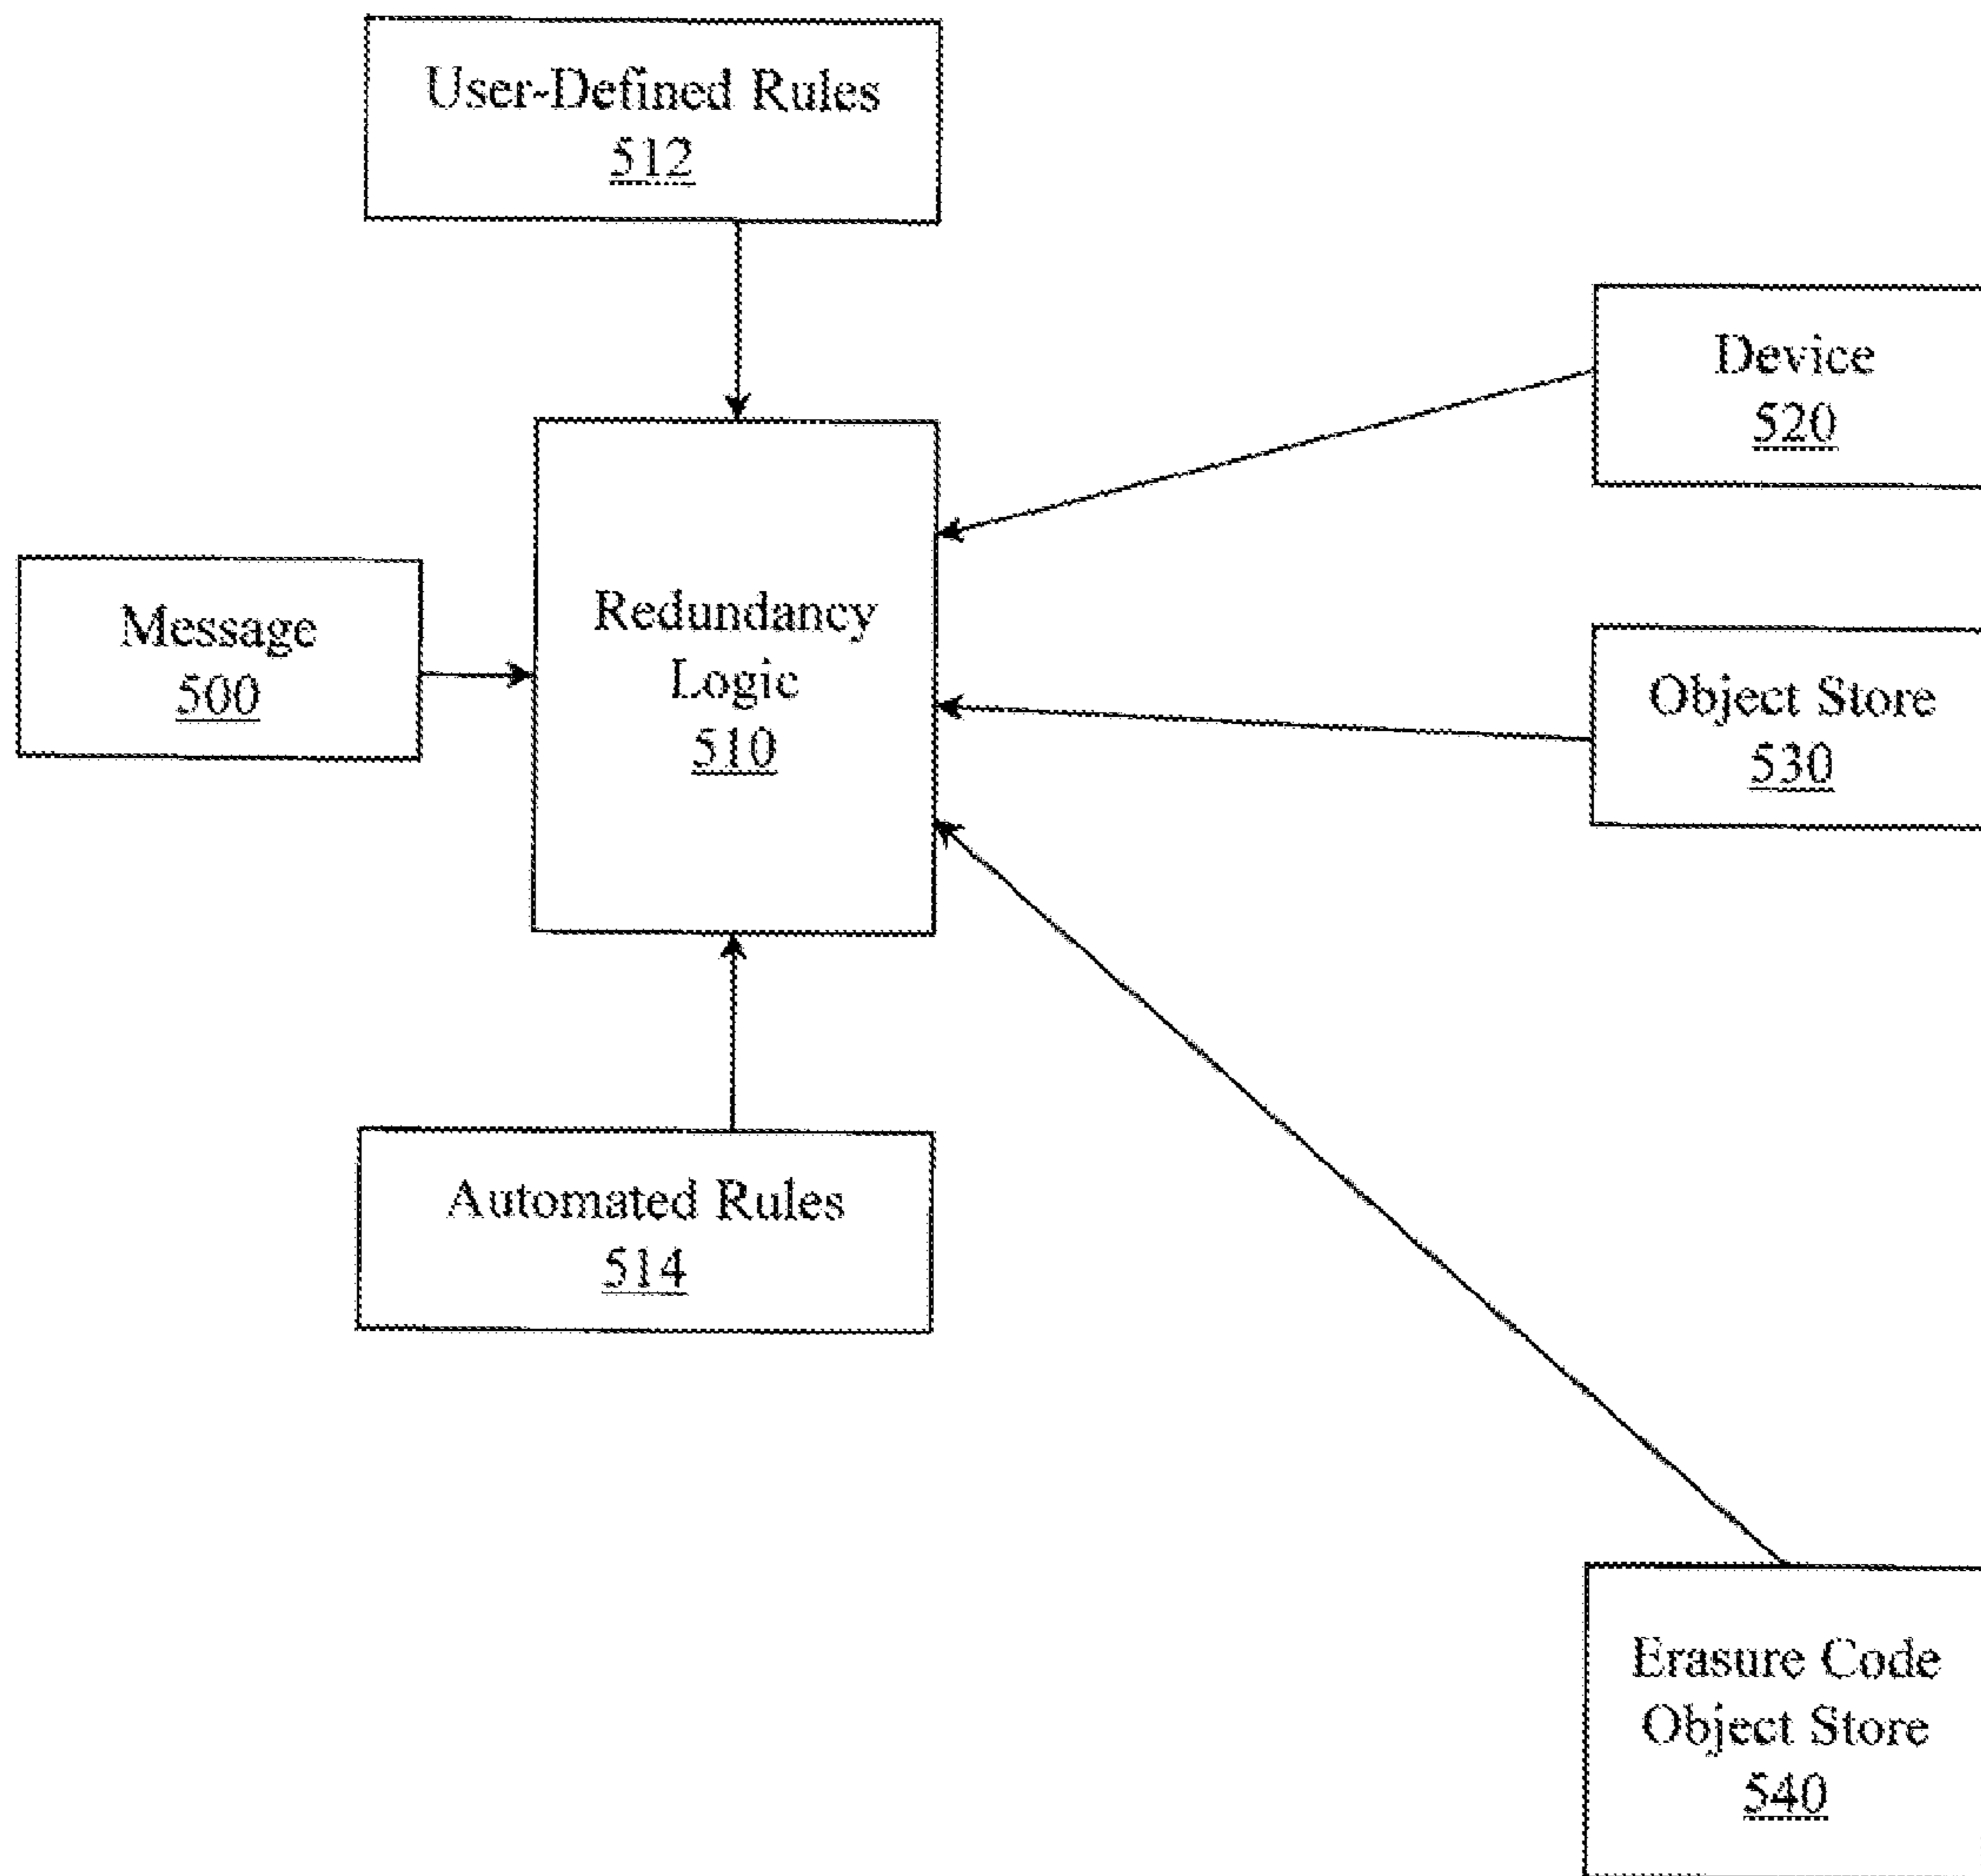 User-Defined Rules
512
Device
520
Message
500
Redundancy
Logic
510
Object Store
530
Automated Rules
514
Erasure Code
Object Store
540